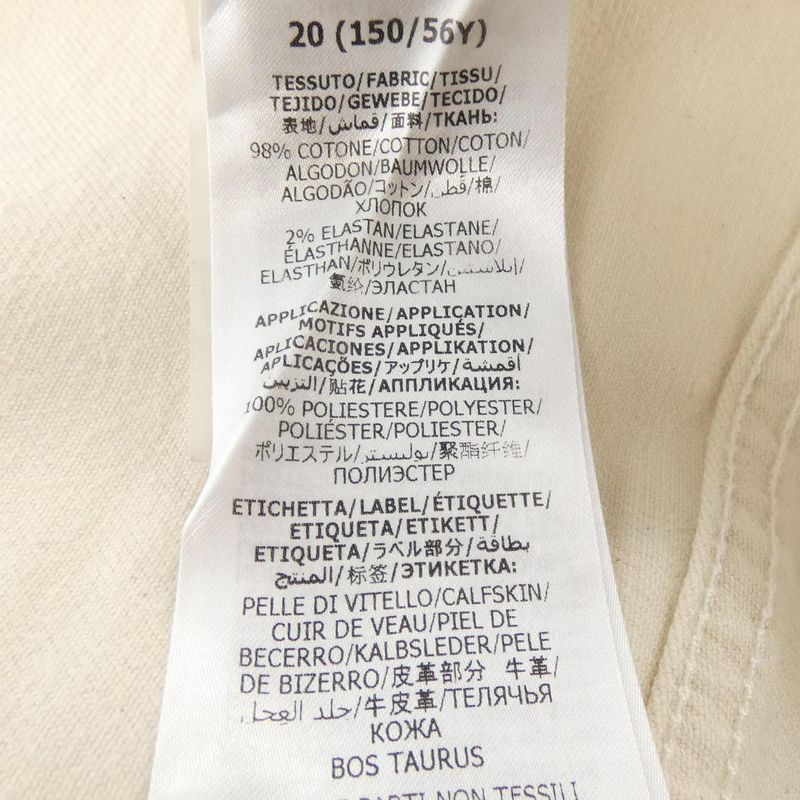 20 (150/56Y)
TESSUTO/FABRIC/TISSU/
TEJIDO/GEWEBE/TECIDO/
表地/قماش/面料/ТКАНЬ:
98% COTONE/COTTON/COTON/
ALGODON/BAUMWOLLE/
ALGODÃO/コットン/قطن/棉/
ХЛОПОК
2% ELASTAN/ELASTANE/
ÉLASTHANNE/ELASTANO/
ELASTHAN/ポリウレタン/إيلاستين/
氨纶/ЭЛАСТАН
APPLICAZIONE/APPLICATION/
MOTIFS APPLIQUÉS/
APLICACIONES/APPLIKATION/
APLICAÇÕES/アップリケ/أقمشة
التزيين/贴花/АППЛИКАЦИЯ:
100% POLIESTERE/POLYESTER/
POLIÉSTER/POLIESTER/
ポリエステル/بوليستر/聚酯纤维/
ПОЛИЭСТЕР
ETICHETTA/LABEL/ÉTIQUETTE/
ETIQUETA/ETIKETT/
ETIQUETA/ラベル部分/بطاقة
المنتج/标签/ЭТИКЕТКА:
PELLE DI VITELLO/CALFSKIN/
CUIR DE VEAU/PIEL DE
BECERRO/KALBSLEDER/PELE
DE BIZERRO/皮革部分 牛革/
جلد العجل/牛皮革/ТЕЛЯЧЬЯ
КОЖА
BOS TAURUS
PARTI NON TESSILI